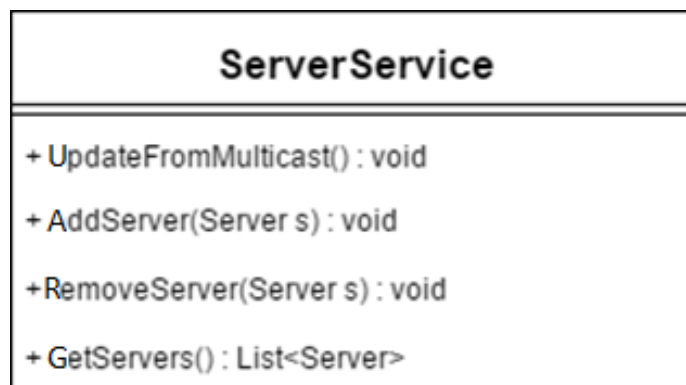 ServerService
+ UpdateFromMulticast() : void
+ AddServer(Server s) : void
+RemoveServer(Server s) : void
+ GetServers() : List<Server>